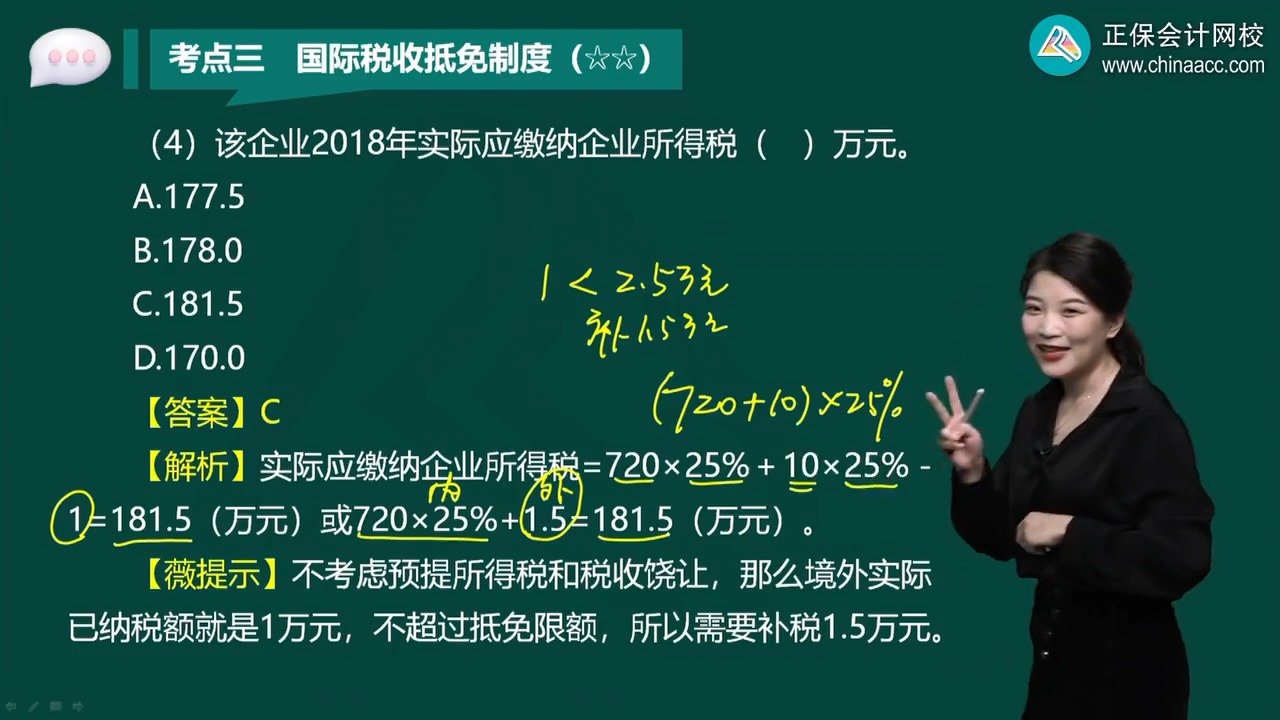 考点三 国际税收抵免制度（☆☆）
正保会计网校
www.chinaacc.com
（4）该企业2018年实际应缴纳企业所得税（ ）万元。
A.177.5
B.178.0
C.181.5
D.170.0
1 < 2.5万元
补1.5万元
(720+10)×25%
【答案】C
【解析】实际应缴纳企业所得税=720×25%＋10×25%－
内 外
1=181.5（万元）或720×25%+1.5=181.5（万元）。
【薇提示】不考虑预提所得税和税收饶让，那么境外实际
已纳税额就是1万元，不超过抵免限额，所以需要补税1.5万元。